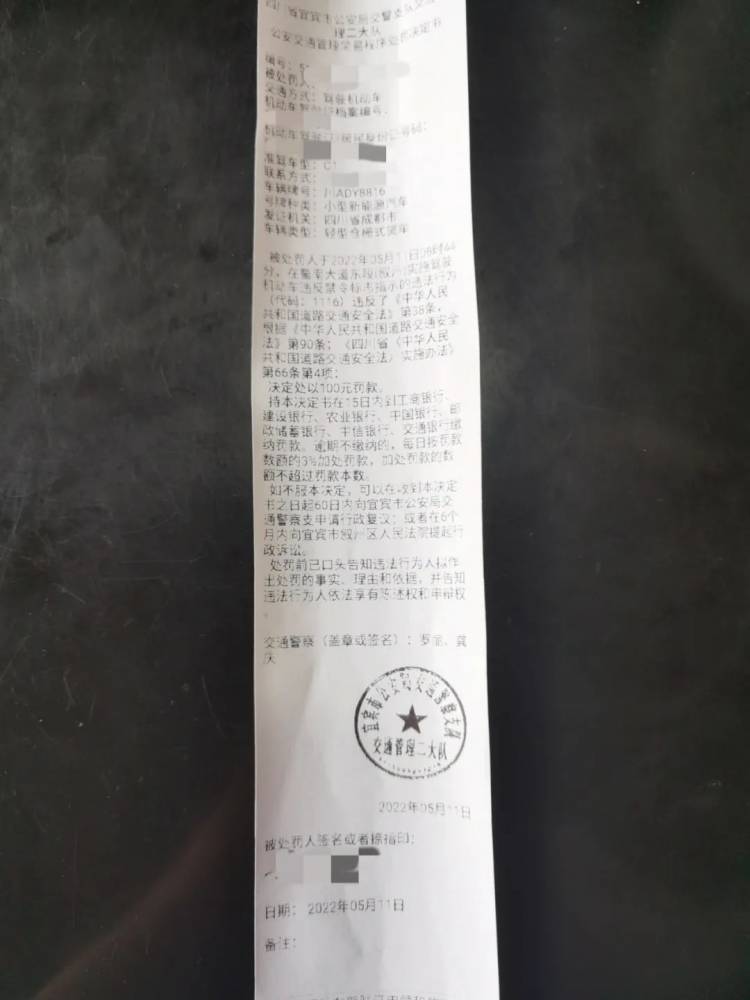 四川省宜宾市公安局交警支队交通
理二大队
公安交通管理简易程序处罚决定书
编号：5
被处罚人
交通方式：驾驶机动车
机动车驾驶证档案编号：
机动车驾驶证/居民身份证号码：
准驾车型：C1
联系方式：
车辆牌号：川ADY8816
号牌种类：小型新能源汽车
发证机关：四川省成都市
车辆类型：轻型仓栅式货车
被处罚人于2022年05月11日08时44
分，在蜀南大道东段(叙州)实施驾驶
机动车违反禁令标志指示的违法行为
（代码：1116）违反了《中华人民
共和国道路交通安全法》第38条，
根据《中华人民共和国道路交通安全
法》第90条；《四川省〈中华人民
共和国道路交通安全法〉实施办法》
第66条第4项；
决定处以100元罚款。
持本决定书在15日内到工商银行、
建设银行、农业银行、中国银行、邮
政储蓄银行、中信银行、交通银行缴
纳罚款。逾期不缴纳的，每日按罚款
数额的3%加处罚款，加处罚款的数
额不超过罚款本数。
如不服本决定，可以在收到本决定
书之日起60日内向宜宾市公安局交
通警察支申请行政复议；或者在6个
月内向宜宾市叙州区人民法院提起行
政诉讼。
处罚前已口头告知违法行为人拟作
出处罚的事实、理由和依据，并告知
违法行为人依法享有陈述权和申辩权
。
交通警察（盖章或签名）：罗 、龚
庆
宜宾市公安局交通警察支队
交通管理二大队
2022年05月11日
被处罚人签名或者捺指印：
日期：2022年05月11日
备注：